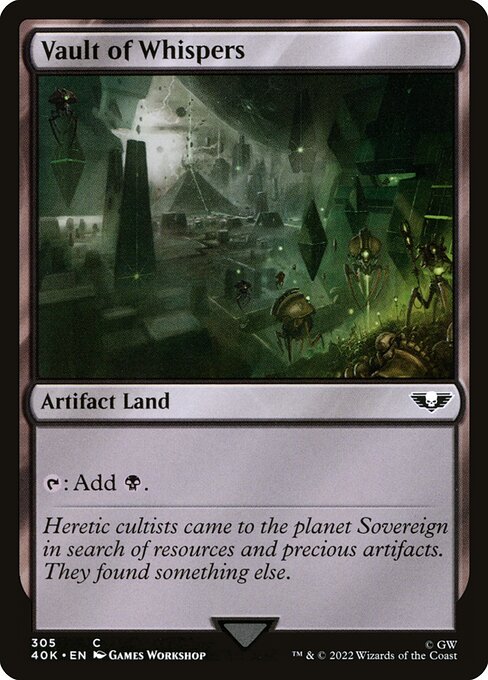 Vault of Whispers
Artifact Land
: Add .
Heretic cultists came to the planet Sovereign
in search of resources and precious artifacts.
They found something else.
305 C
40K • EN Games Workshop
© GW
™ & © 2022 Wizards of the Coast